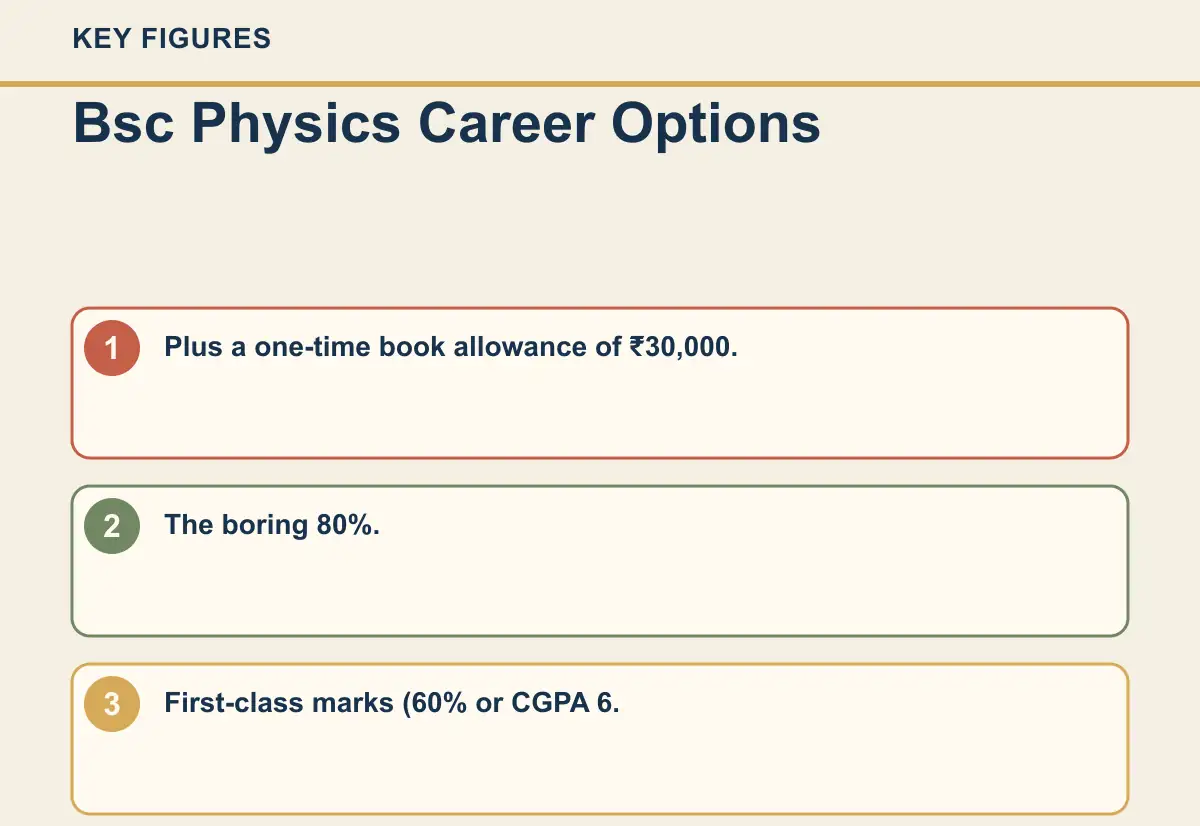 KEY FIGURES
Bsc Physics Career Options
1
Plus a one-time book allowance of ₹30,000.
2
The boring 80%.
3
First-class marks (60% or CGPA 6.